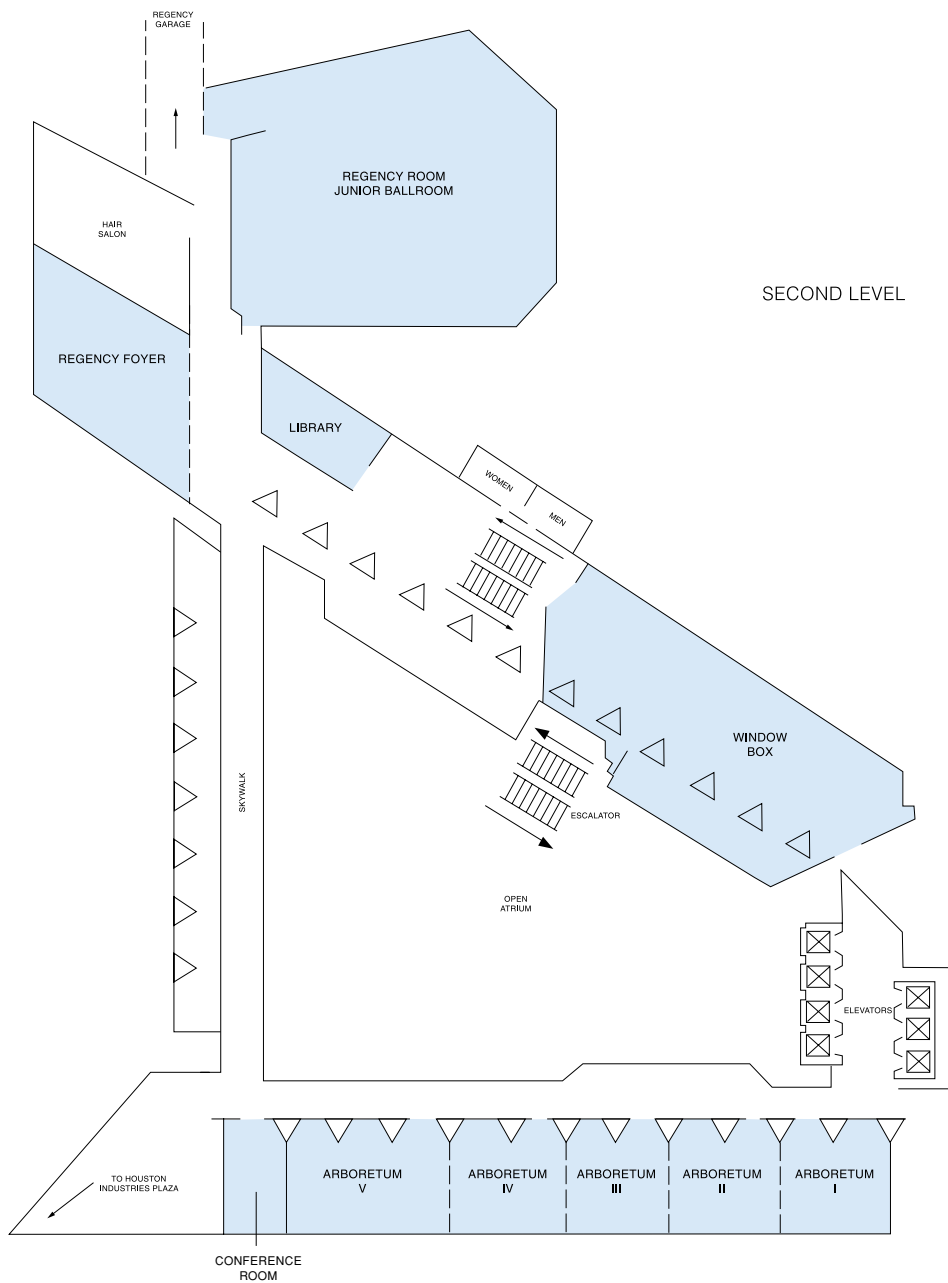 REGENCY
GARAGE
REGENCY ROOM
JUNIOR BALLROOM
HAIR
SALON
SECOND LEVEL
REGENCY FOYER
LIBRARY
WOMEN
MEN
WINDOW
BOX
SKYWALK
ESCALATOR
OPEN
ATRIUM
ELEVATORS
TO HOUSTON
INDUSTRIES PLAZA
ARBORETUM
V
ARBORETUM
IV
ARBORETUM
III
ARBORETUM
II
ARBORETUM
I
CONFERENCE
ROOM